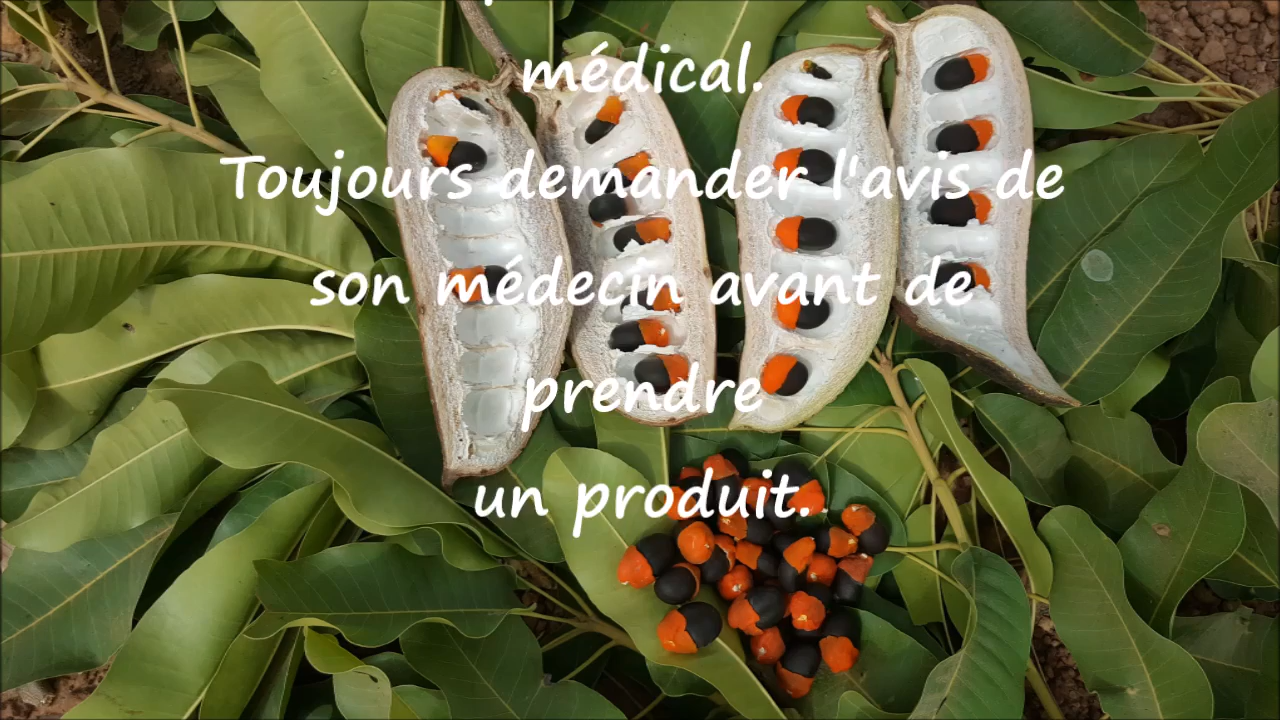 médical.
Toujours demander l'avis de
son médecin avant de
prendre
un produit.